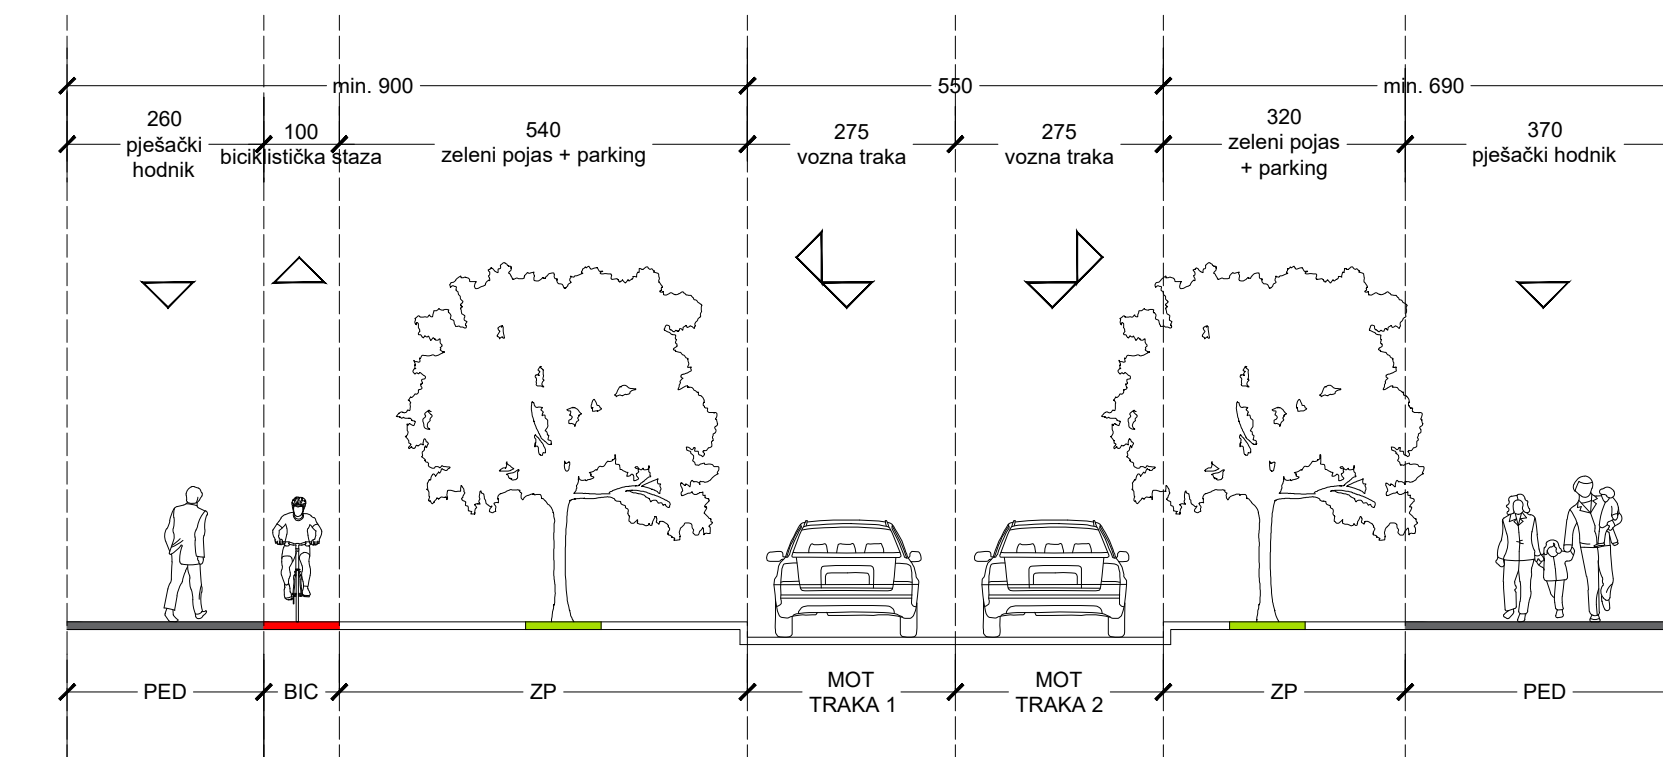 min. 900
550
min. 690
260
pješački
hodnik
100
biciklistička staza
540
zeleni pojas + parking
275
vozna traka
275
vozna traka
320
zeleni pojas
+ parking
370
pješački hodnik
PED
BIC
ZP
MOT
TRAKA 1
MOT
TRAKA 2
ZP
PED